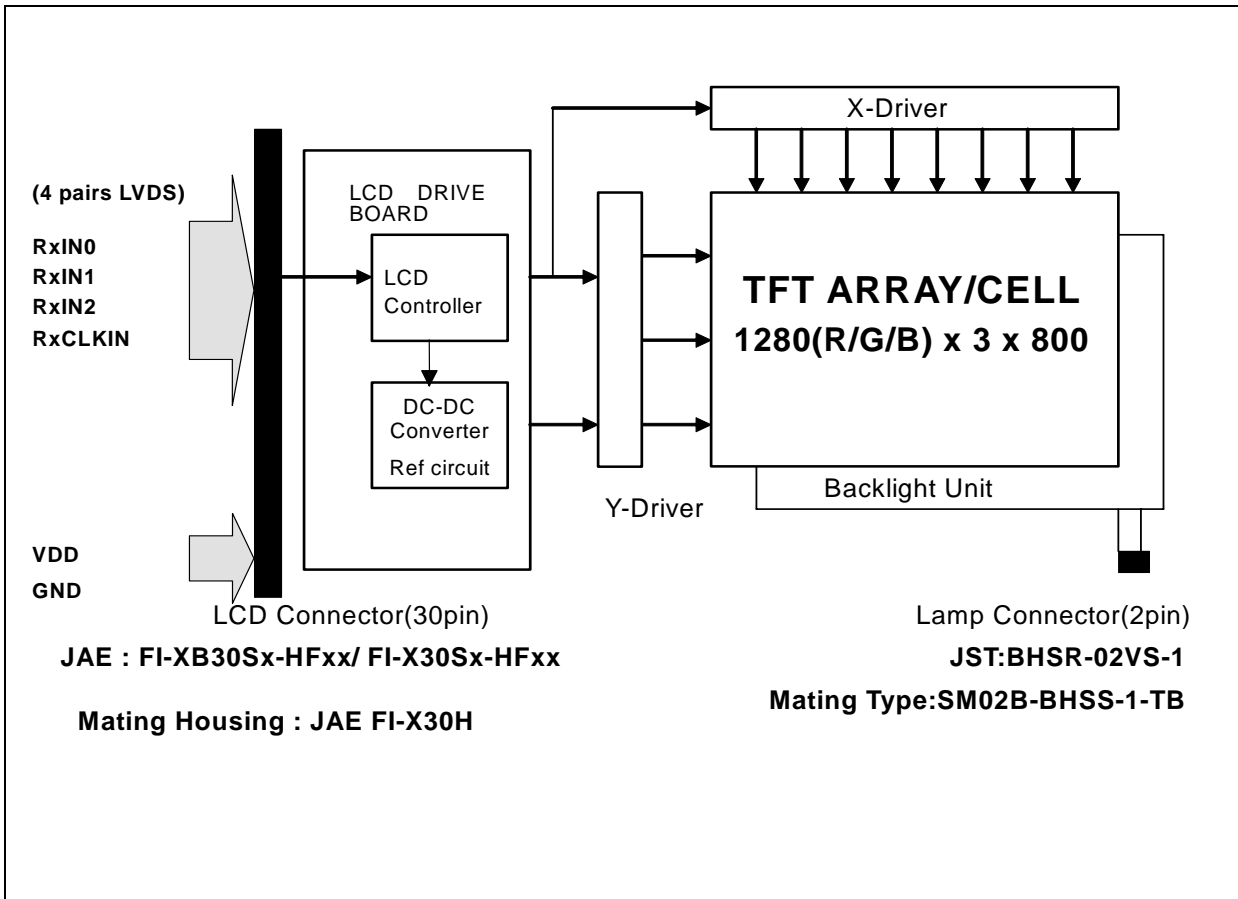 X-Driver
(4 pairs LVDS)
RxIN0
RxIN1
RxIN2
RxCLKIN
LCD DRIVE
BOARD
LCD
Controller
DC-DC
Converter
Ref circuit
TFT ARRAY/CELL
1280(R/G/B) x 3 x 800
Backlight Unit
Y-Driver
VDD
GND
LCD Connector(30pin)
JAE : FI-XB30Sx-HFxx/ FI-X30Sx-HFxx
Mating Housing : JAE FI-X30H
Lamp Connector(2pin)
JST:BHSR-02VS-1
Mating Type:SM02B-BHSS-1-TB